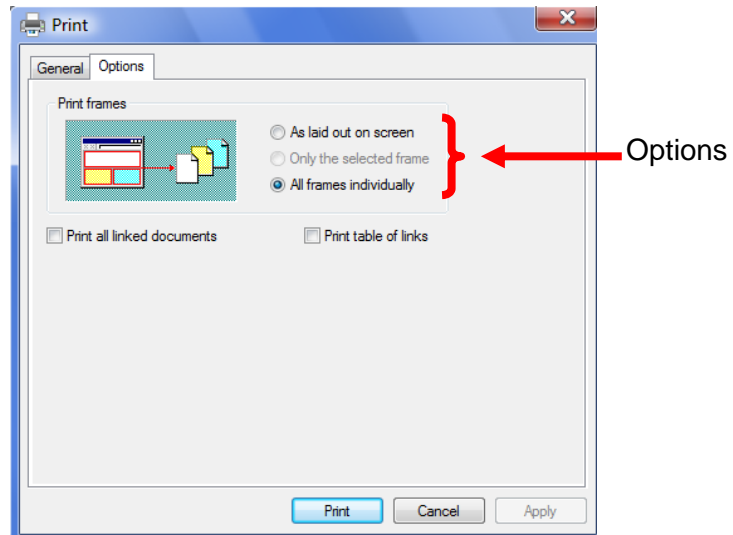 Print
General Options
Print frames
As laid out on screen
Only the selected frame
All frames individually
Options
Print all linked documents Print table of links
Print Cancel Apply